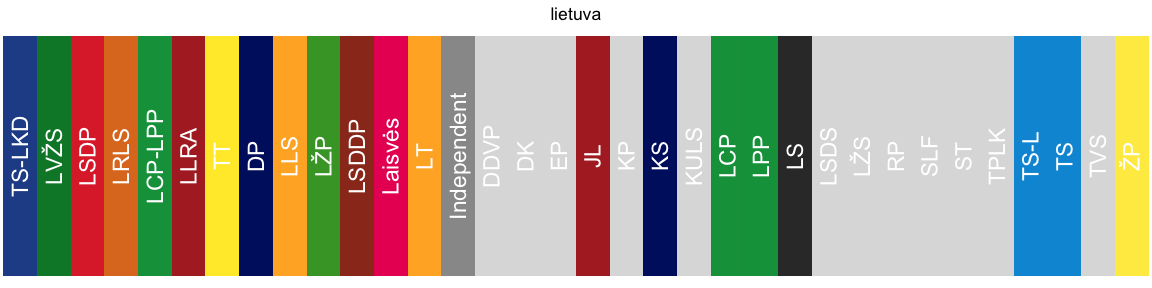 lietuva
TS-LKD
LVŽS
LSDP
LRLS
LCP-LPP
LLRA
TT
DP
LLS
LŽP
LSDDP
Laisvės
LT
Independent
DDVP
DK
EP
JL
KP
KS
KULS
LCP
LPP
LS
LSDS
LŽS
RP
SLF
ST
TPLK
TS-L
TS
TVS
ŽP